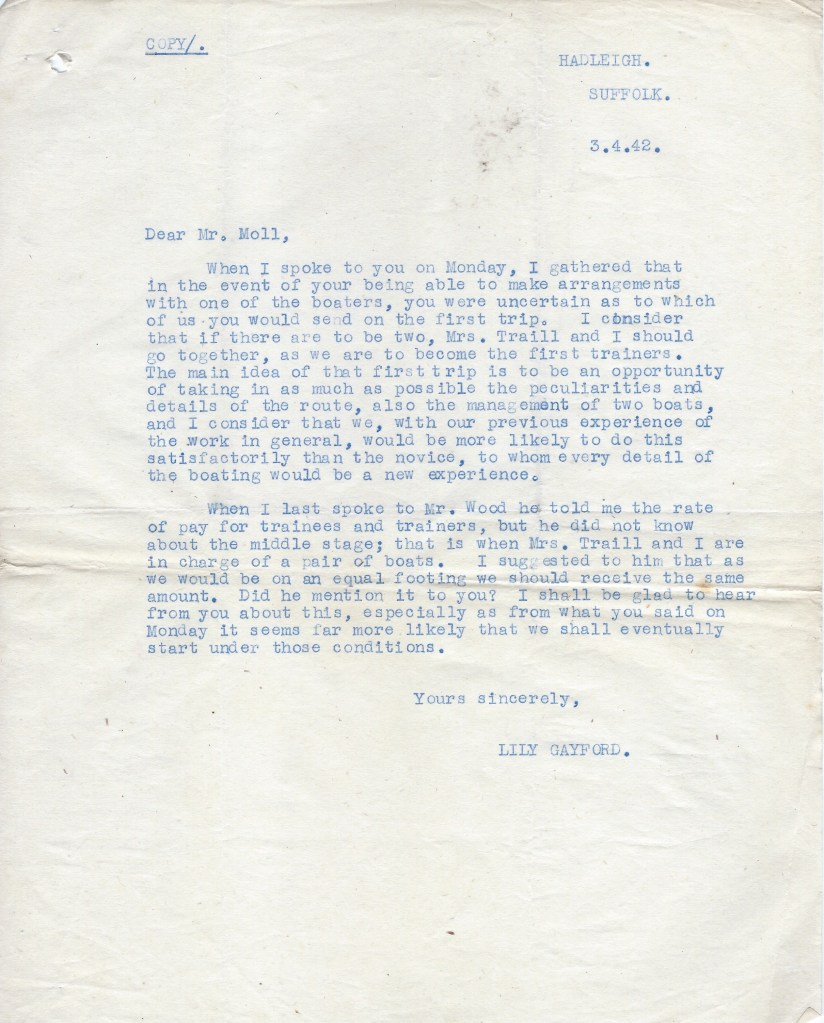 COPY/.
HADLEIGH.
SUFFOLK.
3.4.42.
Dear Mr. Moll,
When I spoke to you on Monday, I gathered that
in the event of your being able to make arrangements
with one of the boaters, you were uncertain as to which
of us you would send on the first trip. I consider
that if there are to be two, Mrs. Traill and I should
go together, as we are to become the first trainers.
The main idea of that first trip is to be an opportunity
of taking in as much as possible the peculiarities and
details of the route, also the management of two boats,
and I consider that we, with our previous experience of
the work in general, would be more likely to do this
satisfactorily than the novice, to whom every detail of
the boating would be a new experience.
When I last spoke to Mr. Wood he told me the rate
of pay for trainees and trainers, but he did not know
about the middle stage; that is when Mrs. Traill and I are
in charge of a pair of boats. I suggested to him that as
we would be on an equal footing we should receive the same
amount. Did he mention it to you? I shall be glad to hear
from you about this, especially as from what you said on
Monday it seems far more likely that we shall eventually
start under those conditions.
Yours sincerely,
LILY GAYFORD.